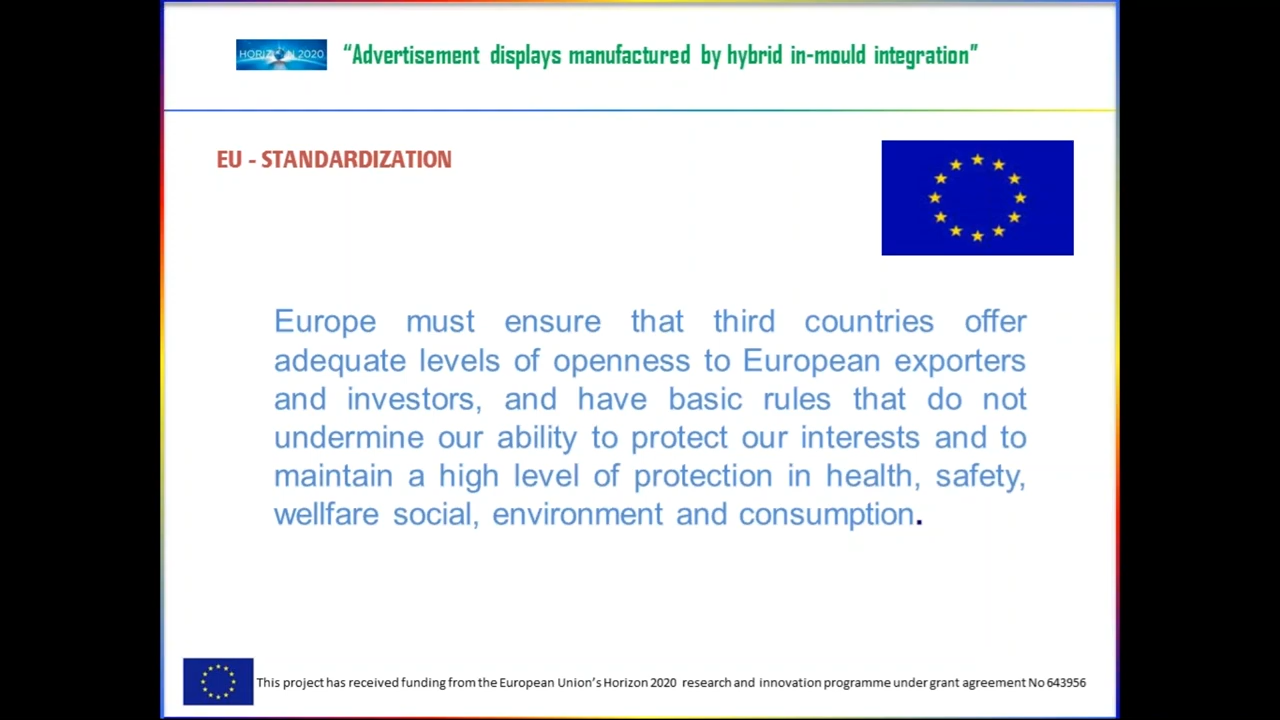 HORIZON 2020
“Advertisement displays manufactured by hybrid in-mould integration”
EU - STANDARDIZATION
Europe must ensure that third countries offer
adequate levels of openness to European exporters
and investors, and have basic rules that do not
undermine our ability to protect our interests and to
maintain a high level of protection in health, safety,
wellfare social, environment and consumption.
This project has received funding from the European Union’s Horizon 2020 research and innovation programme under grant agreement No 643956